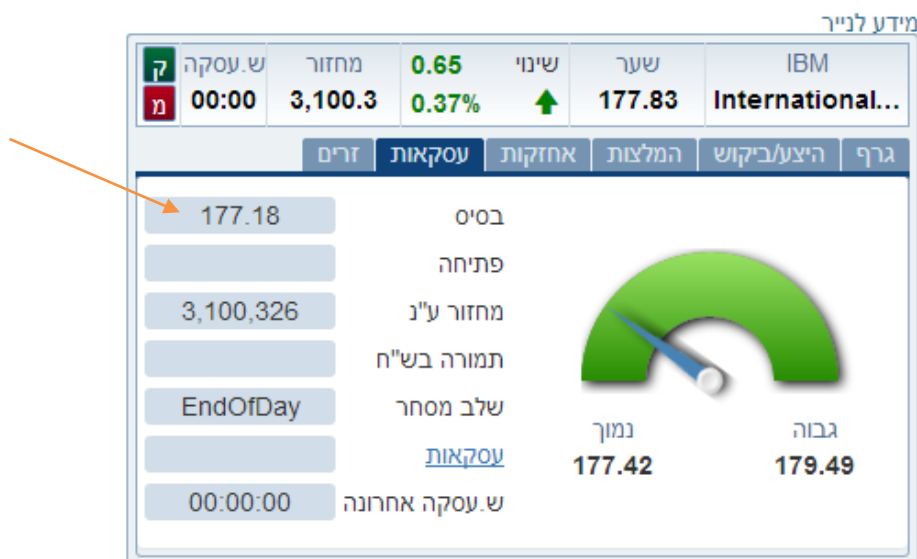 מידע לנייר
IBM שער שינוי 0.65 מחזור ש.עסקה ק
International... 177.83 0.37% 3,100.3 00:00 מ
גרף היצע/ביקוש המלצות אחזקות עסקאות זרים
בסיס 177.18
פתיחה
מחזור ע"נ 3,100,326
תמורה בש"ח
שלב מסחר EndOfDay
עסקאות
ש.עסקה אחרונה 00:00:00
גבוה נמוך
179.49 177.42